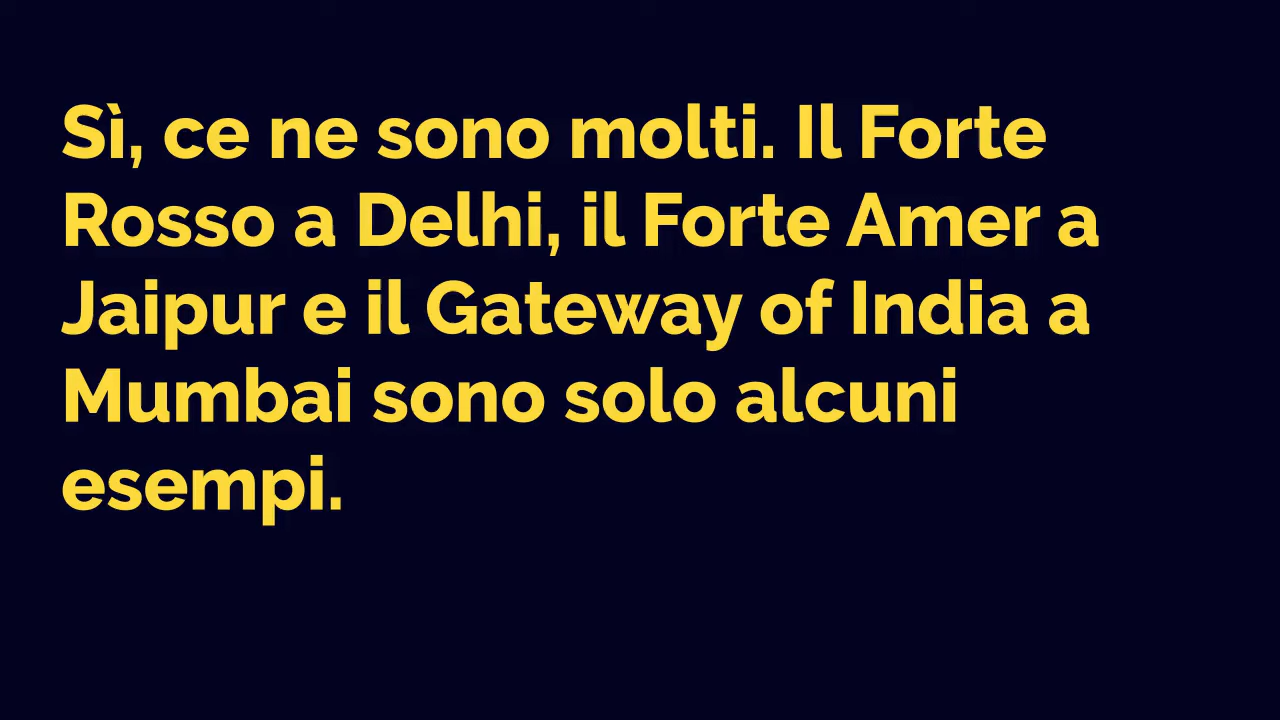 Sì, ce ne sono molti. Il Forte
Rosso a Delhi, il Forte Amer a
Jaipur e il Gateway of India a
Mumbai sono solo alcuni
esempi.